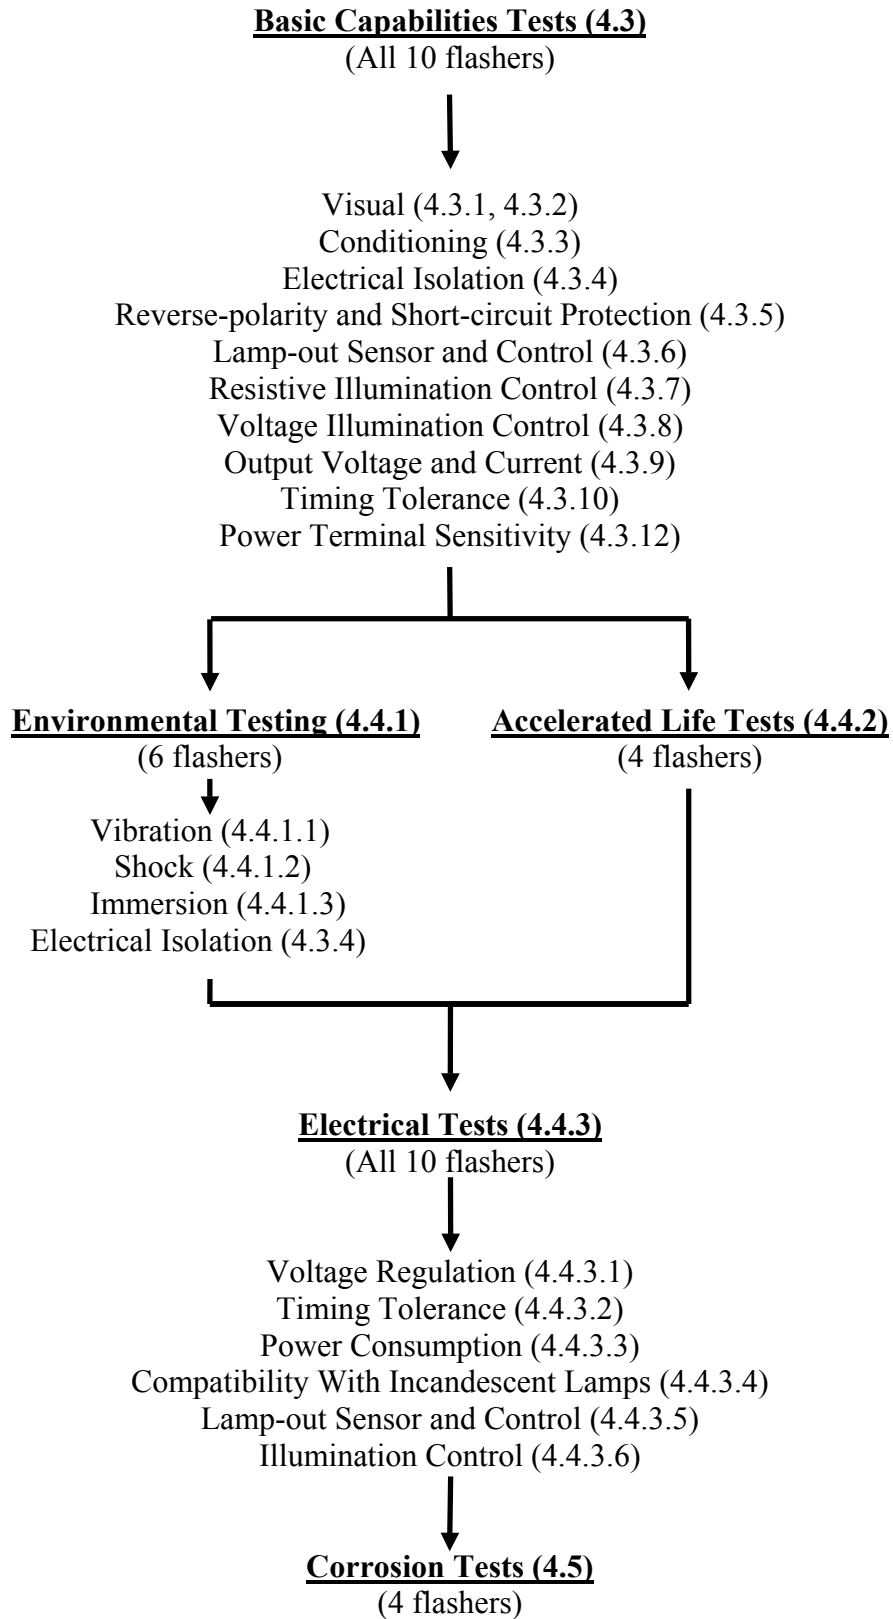 Basic Capabilities Tests (4.3)
(All 10 flashers)
Visual (4.3.1, 4.3.2)
Conditioning (4.3.3)
Electrical Isolation (4.3.4)
Reverse-polarity and Short-circuit Protection (4.3.5)
Lamp-out Sensor and Control (4.3.6)
Resistive Illumination Control (4.3.7)
Voltage Illumination Control (4.3.8)
Output Voltage and Current (4.3.9)
Timing Tolerance (4.3.10)
Power Terminal Sensitivity (4.3.12)
Environmental Testing (4.4.1)
(6 flashers)
Vibration (4.4.1.1)
Shock (4.4.1.2)
Immersion (4.4.1.3)
Electrical Isolation (4.3.4)
Accelerated Life Tests (4.4.2)
(4 flashers)
Electrical Tests (4.4.3)
(All 10 flashers)
Voltage Regulation (4.4.3.1)
Timing Tolerance (4.4.3.2)
Power Consumption (4.4.3.3)
Compatibility With Incandescent Lamps (4.4.3.4)
Lamp-out Sensor and Control (4.4.3.5)
Illumination Control (4.4.3.6)
Corrosion Tests (4.5)
(4 flashers)